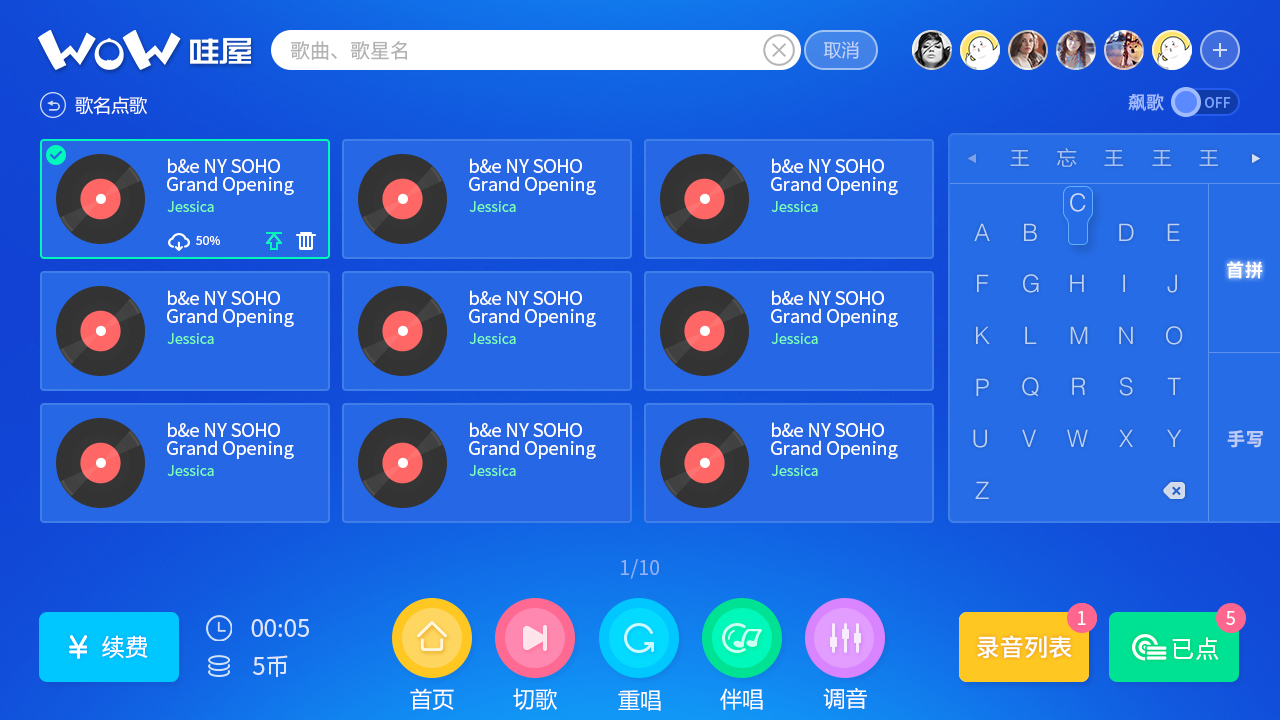 WOW 哇屋
歌曲、歌星名
取消
歌名点歌
飙歌 OFF
b&e NY SOHO
Grand Opening
Jessica
50%
b&e NY SOHO
Grand Opening
Jessica
b&e NY SOHO
Grand Opening
Jessica
b&e NY SOHO
Grand Opening
Jessica
b&e NY SOHO
Grand Opening
Jessica
b&e NY SOHO
Grand Opening
Jessica
b&e NY SOHO
Grand Opening
Jessica
b&e NY SOHO
Grand Opening
Jessica
b&e NY SOHO
Grand Opening
Jessica
王 忘 王 王 王
A B C D E
F G H I J
K L M N O
P Q R S T
U V W X Y
Z
首拼
手写
1/10
¥ 续费
00:05
5币
首页
切歌
重唱
伴唱
调音
录音列表
1
已点
5